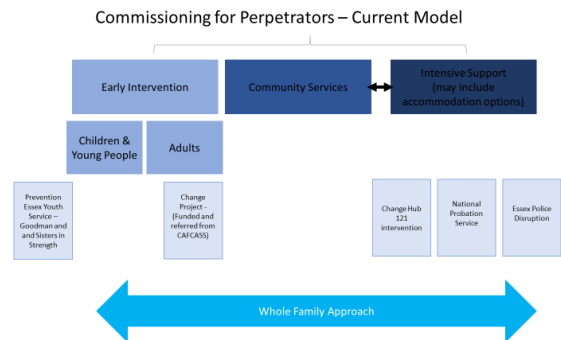 Commissioning for Perpetrators – Current Model
Early Intervention
Community Services
Intensive Support
(may include
accommodation options)
Children &
Young People
Adults
Prevention
Essex Youth
Service –
Goodman and
and Sisters in
Strength
Change
Project -
(Funded and
referred from
CAFCASS)
Change Hub
121
intervention
National
Probation
Service
Essex Police
Disruption
Whole Family Approach